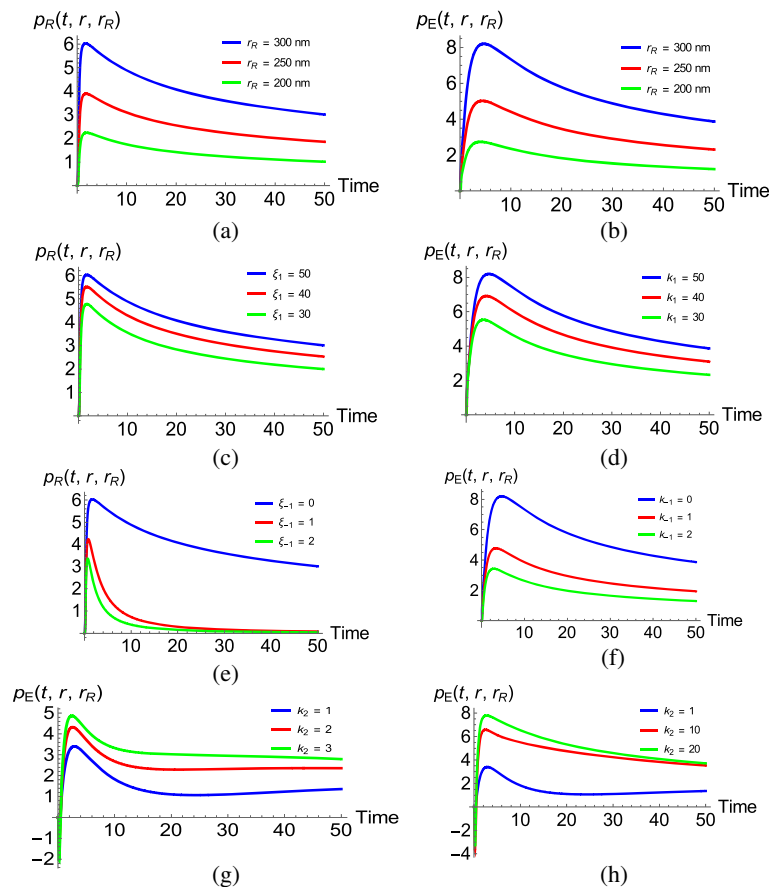 p_R(t, r, r_R)
6
5
4
3
2
1
r_R = 300 nm
r_R = 250 nm
r_R = 200 nm
Time
10 20 30 40 50
(a)
p_E(t, r, r_R)
8
6
4
2
r_R = 300 nm
r_R = 250 nm
r_R = 200 nm
Time
10 20 30 40 50
(b)
p_R(t, r, r_R)
6
5
4
3
2
1
ξ_1 = 50
ξ_1 = 40
ξ_1 = 30
Time
10 20 30 40 50
(c)
p_E(t, r, r_R)
8
6
4
2
k_1 = 50
k_1 = 40
k_1 = 30
Time
10 20 30 40 50
(d)
p_R(t, r, r_R)
6
5
4
3
2
1
ξ_−1 = 0
ξ_−1 = 1
ξ_−1 = 2
Time
10 20 30 40 50
(e)
p_E(t, r, r_R)
8
6
4
2
k_−1 = 0
k_−1 = 1
k_−1 = 2
Time
10 20 30 40 50
(f)
p_E(t, r, r_R)
5
4
3
2
1
−1
−2
k_2 = 1
k_2 = 2
k_2 = 3
Time
10 20 30 40 50
(g)
p_E(t, r, r_R)
8
6
4
2
−2
−4
k_2 = 1
k_2 = 10
k_2 = 20
Time
10 20 30 40 50
(h)